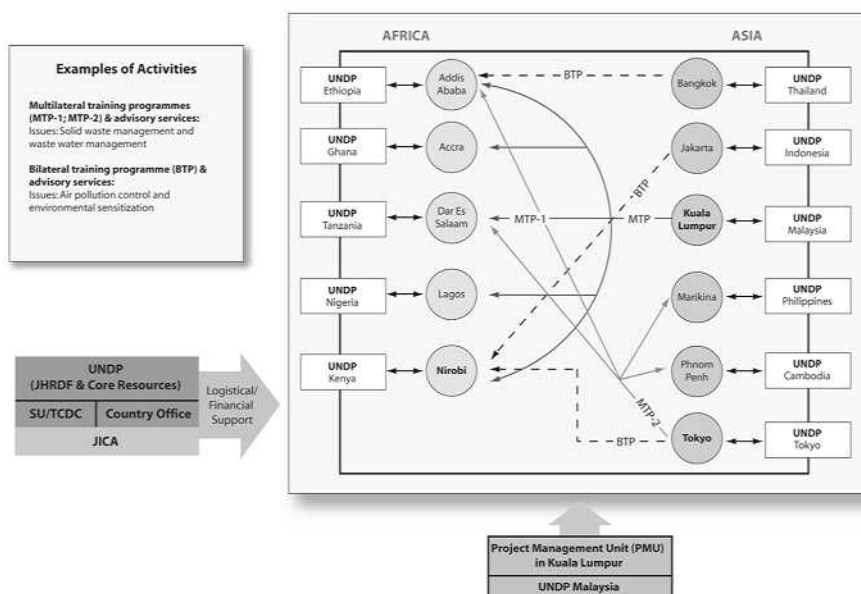 Examples of Activities
Multilateral training programmes
(MTP-1; MTP-2) & advisory services:
Issues: Solid waste management and
waste water management
Bilateral training programme (BTP) &
advisory services:
Issues: Air pollution control and
environmental sensitization
AFRICA
ASIA
UNDP
Ethiopia
Addis
Ababa
BTP
Bangkok
UNDP
Thailand
UNDP
Ghana
Accra
Jakarta
UNDP
Indonesia
BTP
UNDP
Tanzania
Dar Es
Salaam
MTP-1
MTP
Kuala
Lumpur
UNDP
Malaysia
UNDP
Nigeria
Lagos
Marikina
UNDP
Philippines
UNDP
Kenya
Nirobi
Phnom
Penh
UNDP
Cambodia
MTP-2
BTP
Tokyo
UNDP
Tokyo
UNDP
(JHRDF & Core Resources)
SU/TCDC
Country Office
JICA
Logistical/
Financial
Support
Project Management Unit (PMU)
in Kuala Lumpur
UNDP Malaysia